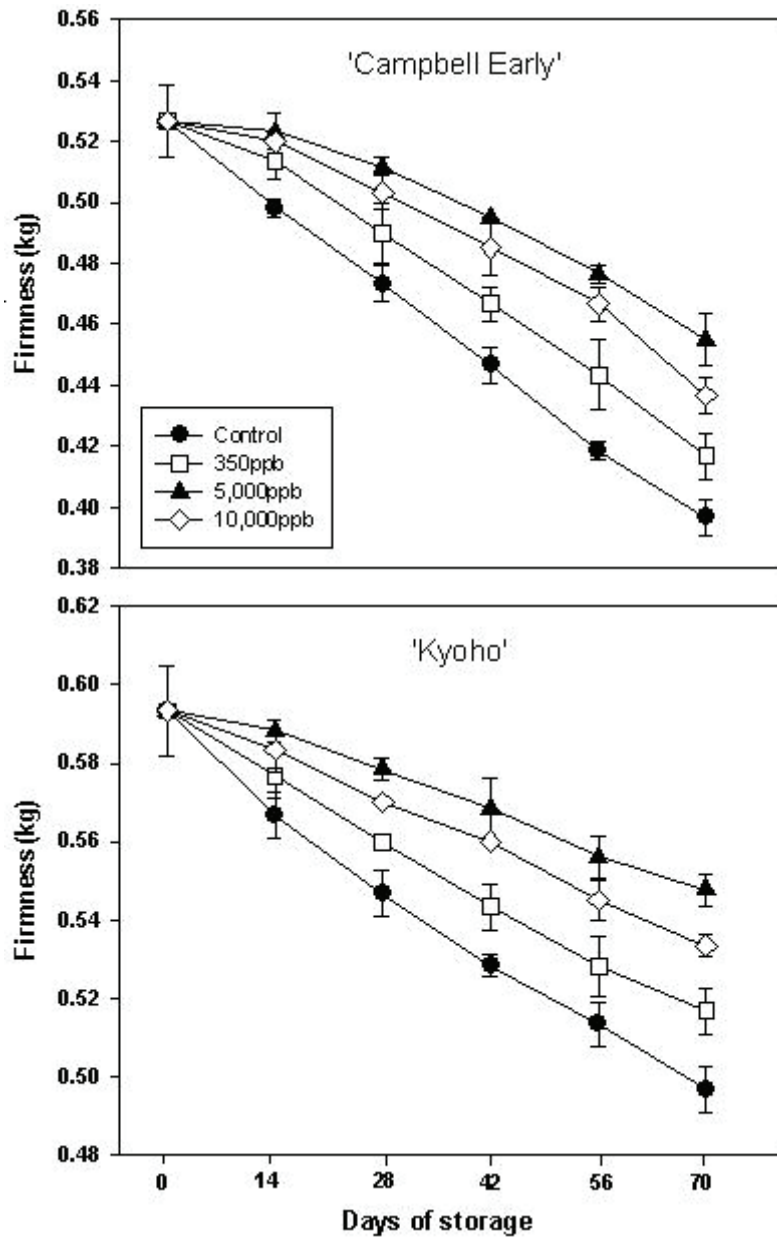 0.56
'Campbell Early'
0.54
0.52
0.50
0.48
0.46
0.44
0.42
0.40
0.38
Firmness (kg)
Control
350ppb
5,000ppb
10,000ppb
0.62
'Kyoho'
0.60
0.58
0.56
0.54
0.52
0.50
0.48
Firmness (kg)
0 14 28 42 56 70
Days of storage